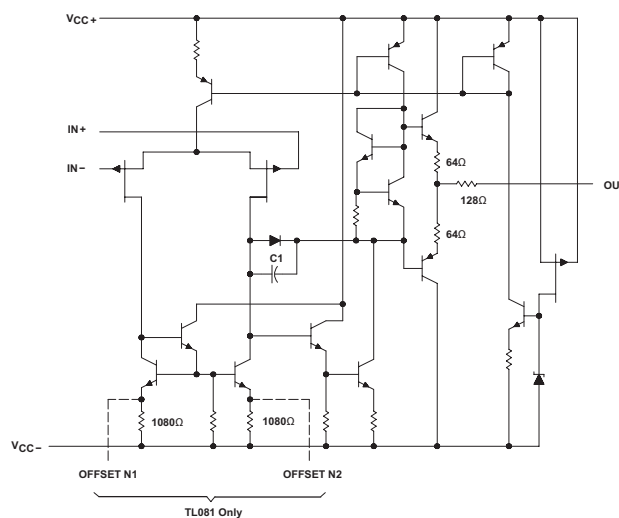 VCC+
IN+
IN−
64Ω
128Ω
OU
64Ω
C1
1080Ω
1080Ω
VCC−
OFFSET N1
OFFSET N2
TL081 Only